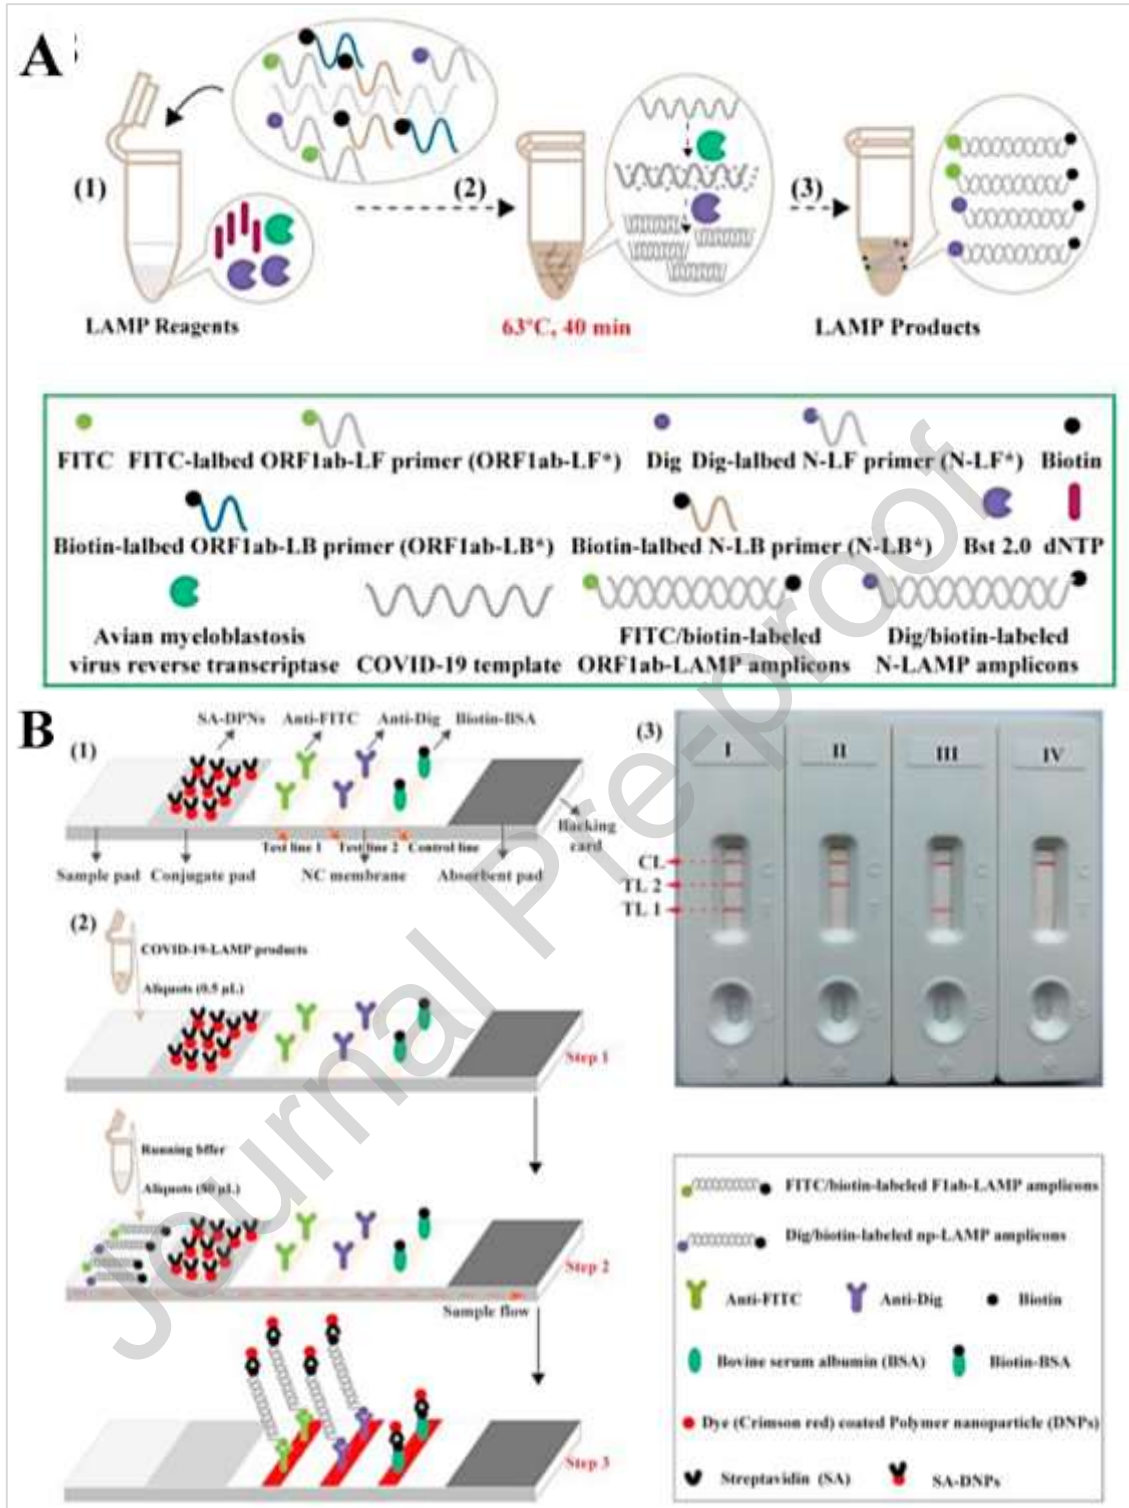 A
(1)
(2)
(3)
LAMP Reagents
63°C, 40 min
LAMP Products
FITC FITC-lalbed ORF1ab-LF primer (ORF1ab-LF*) Dig Dig-lalbed N-LF primer (N-LF*) Biotin
Biotin-lalbed ORF1ab-LB primer (ORF1ab-LB*) Biotin-lalbed N-LB primer (N-LB*) Bst 2.0 dNTP
Avian myeloblastosis
virus reverse transcriptase
COVID-19 template
FITC/biotin-labeled
ORF1ab-LAMP amplicons
Dig/biotin-labeled
N-LAMP amplicons
B
(1)
SA-DPNs Anti-FITC Anti-Dig Biotin-BSA
Backing
card
Test line 1 Test line 2 Control line
Sample pad Conjugate pad NC membrane Absorbent pad
(2)
COVID-19-LAMP products
Aliquots (0.5 µL)
Step 1
Running bffer
Aliquots (80 µL)
Step 2
Sample flow
Step 3
(3)
I II III IV
CL
TL 2
TL 1
C C C C
FITC/biotin-labeled F1ab-LAMP amplicons
Dig/biotin-labeled np-LAMP amplicons
Anti-FITC Anti-Dig Biotin
Bovine serum albumin (BSA) Biotin-BSA
Dye (Crimson red) coated Polymer nanoparticle (DNPs)
Streptavidin (SA) SA-DNPs
Journal Pre-proof